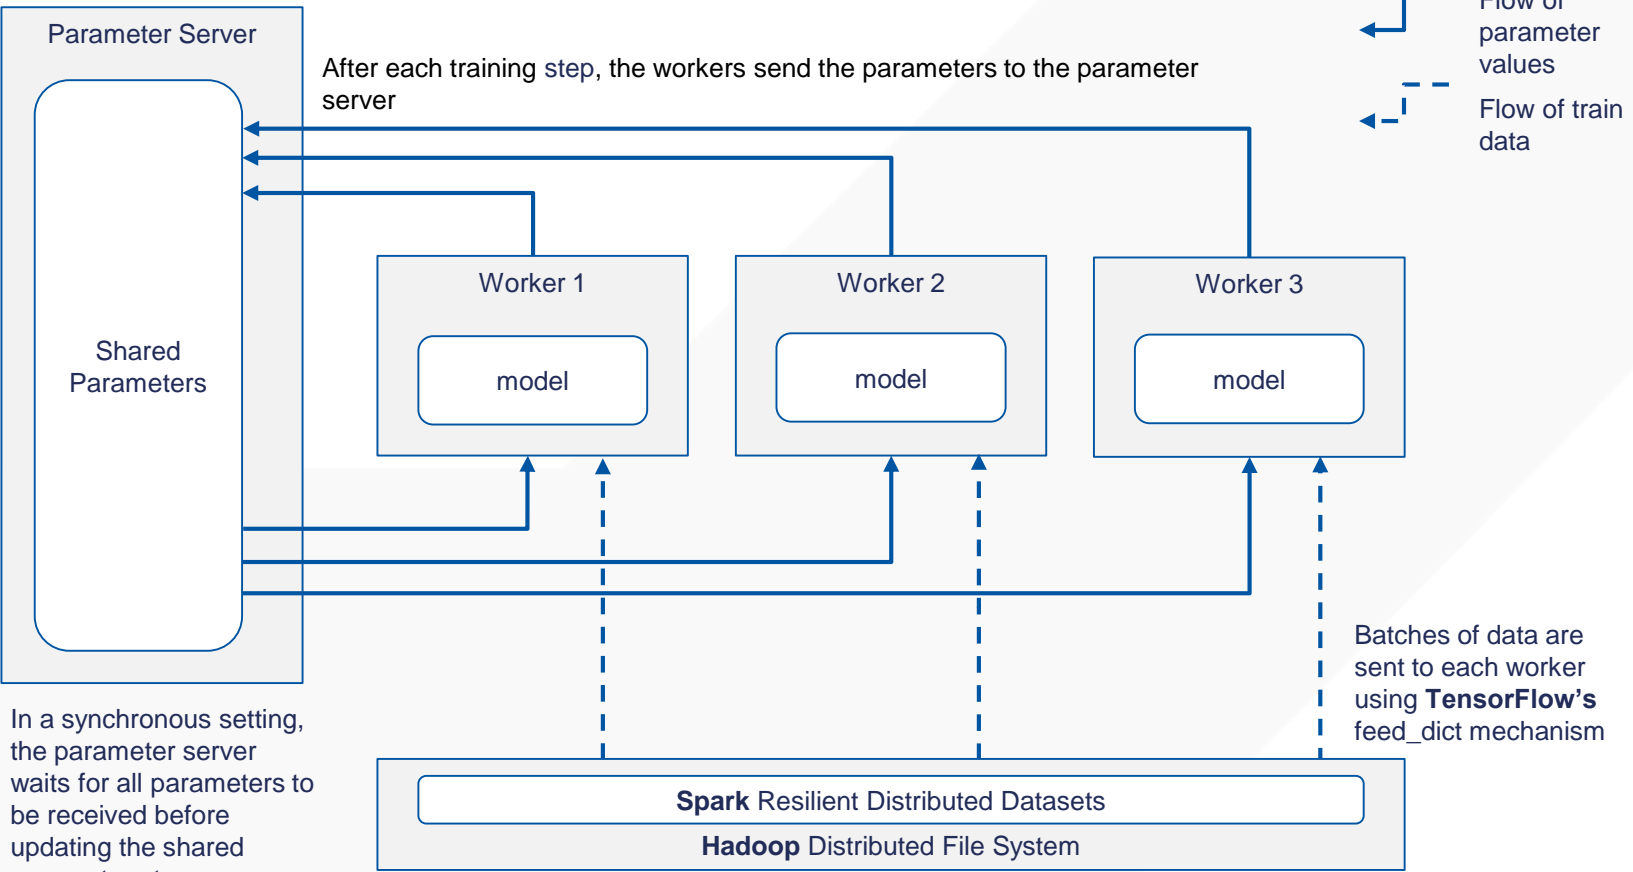 Parameter Server
After each training step, the workers send the parameters to the parameter
server
Flow of
parameter
values
Flow of train
data
Worker 1
Worker 2
Worker 3
Shared
Parameters
model
model
model
Batches of data are
sent to each worker
using TensorFlow's
feed_dict mechanism
In a synchronous setting,
the parameter server
waits for all parameters to
be received before
updating the shared
Spark Resilient Distributed Datasets
Hadoop Distributed File System